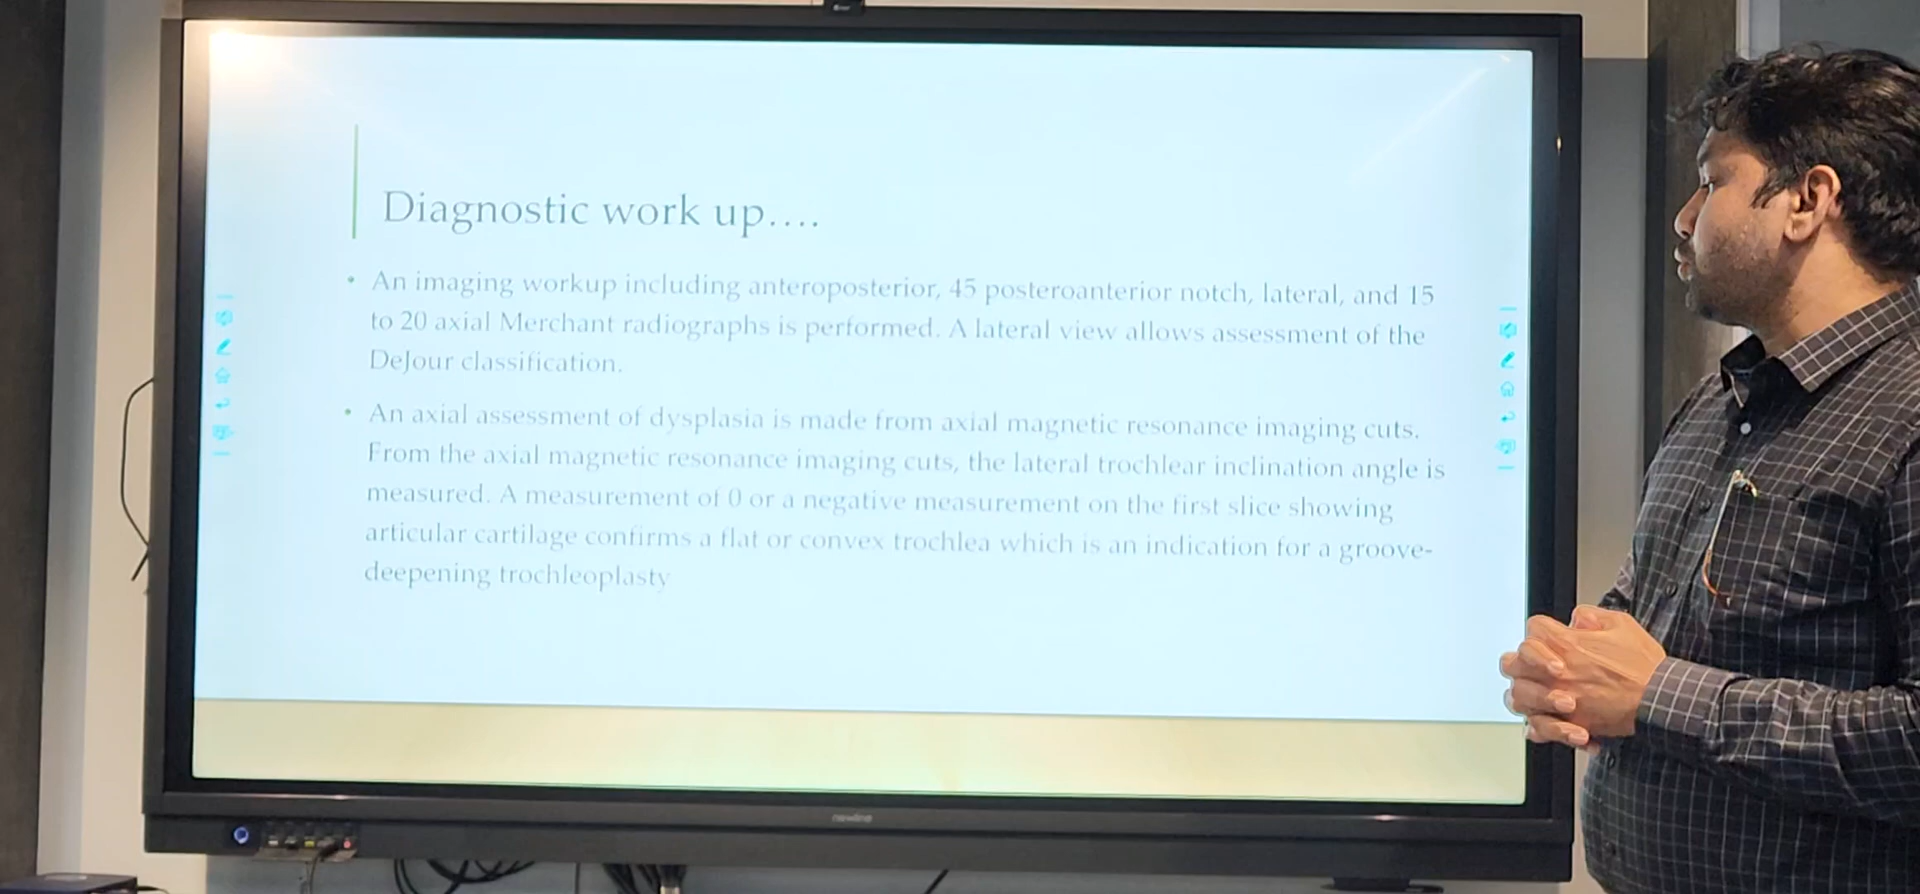 Diagnostic work up....
• An imaging workup including anteroposterior, 45 posteroanterior notch, lateral, and 15
to 20 axial Merchant radiographs is performed. A lateral view allows assessment of the
DeJour classification.
• An axial assessment of dysplasia is made from axial magnetic resonance imaging cuts.
From the axial magnetic resonance imaging cuts, the lateral trochlear inclination angle is
measured. A measurement of 0 or a negative measurement on the first slice showing
articular cartilage confirms a flat or convex trochlea which is an indication for a groove-
deepening trochleoplasty
newline